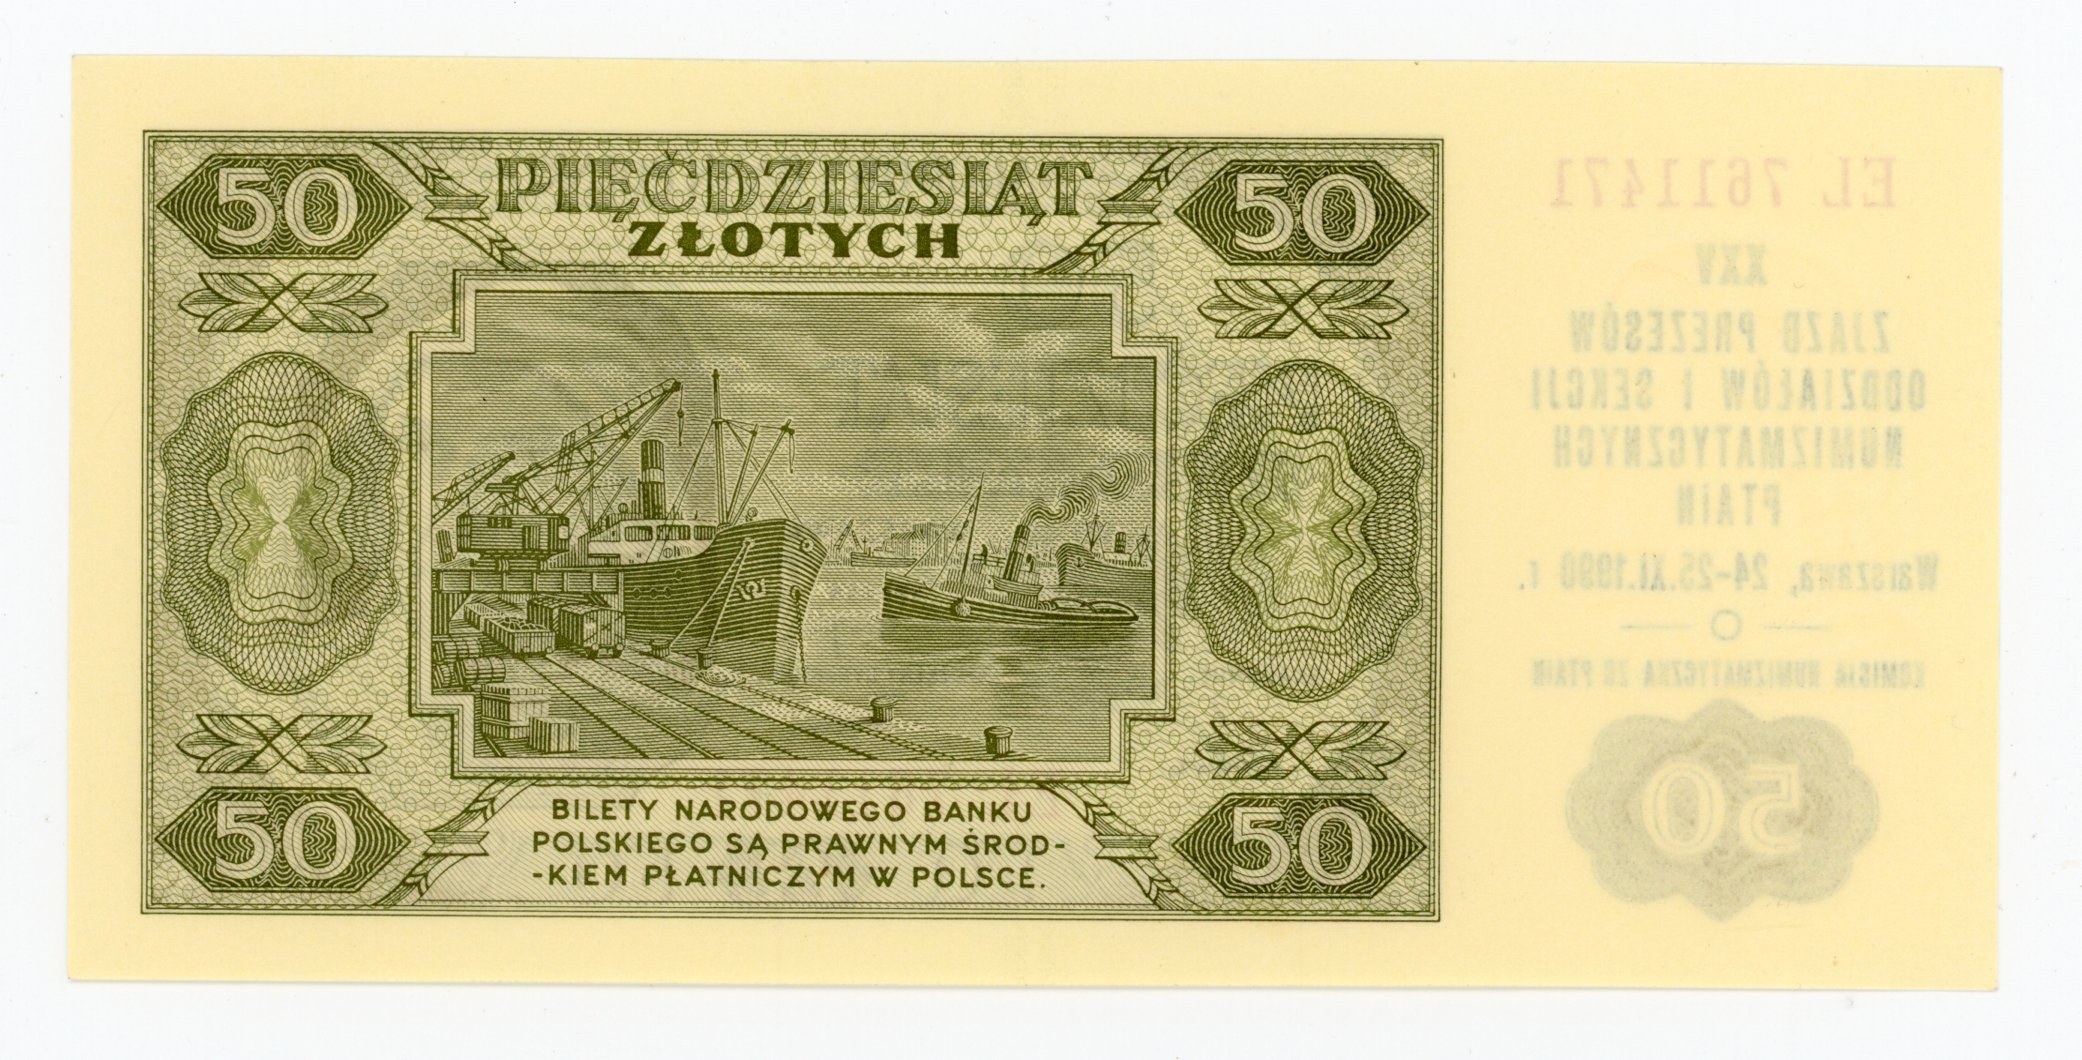 50
PIĘĆDZIESIĄT
ZŁOTYCH
50
EL 7611471
XXV
ZJAZD PREZESÓW
ODDZIAŁÓW I SEKCJI
NUMIZMATYCZNYCH
PTAiN
Warszawa, 24-25.XI.1990 r.
KOMISJA NUMIZMATYCZNA ZG PTAiN
50
50
BILETY NARODOWEGO BANKU
POLSKIEGO SĄ PRAWNYM ŚROD-
-KIEM PŁATNICZYM W POLSCE.
50